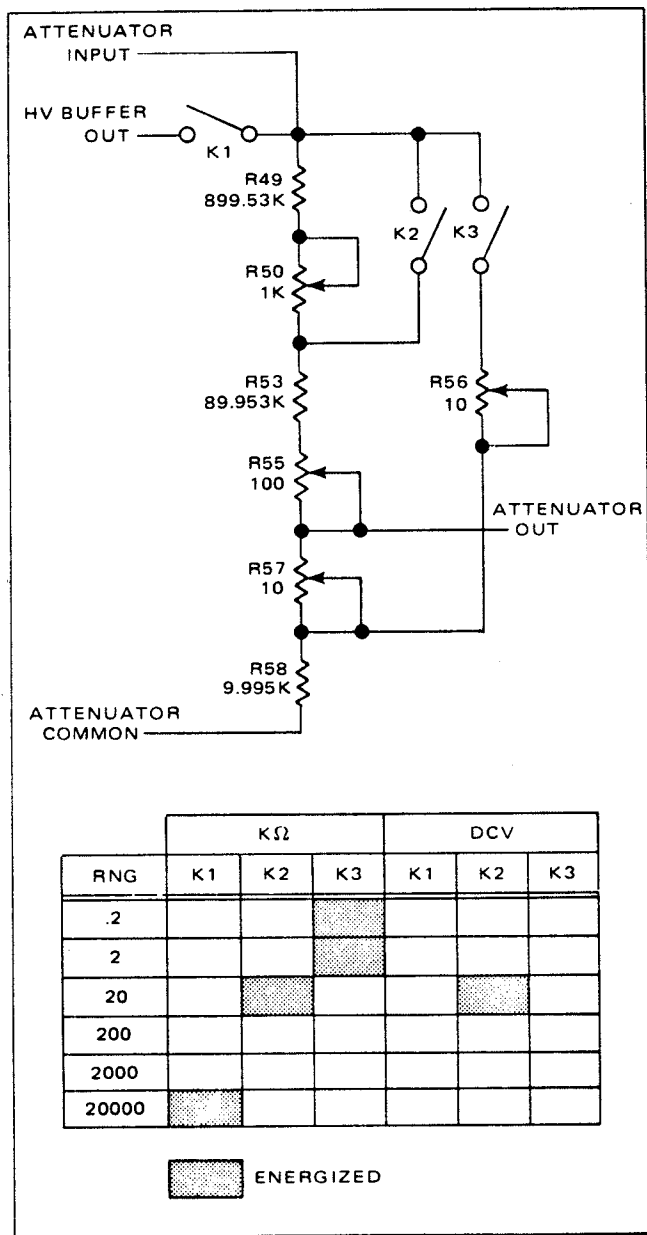 ATTENUATOR
INPUT
HV BUFFER
OUT
K1
R49
899.53K
K2
K3
R50
1K
R53
89.953K
R56
10
R55
100
ATTENUATOR
OUT
R57
10
R58
9.995K
ATTENUATOR
COMMON
KΩ DCV
RNG K1 K2 K3 K1 K2 K3
.2
2
20
200
2000
20000
ENERGIZED